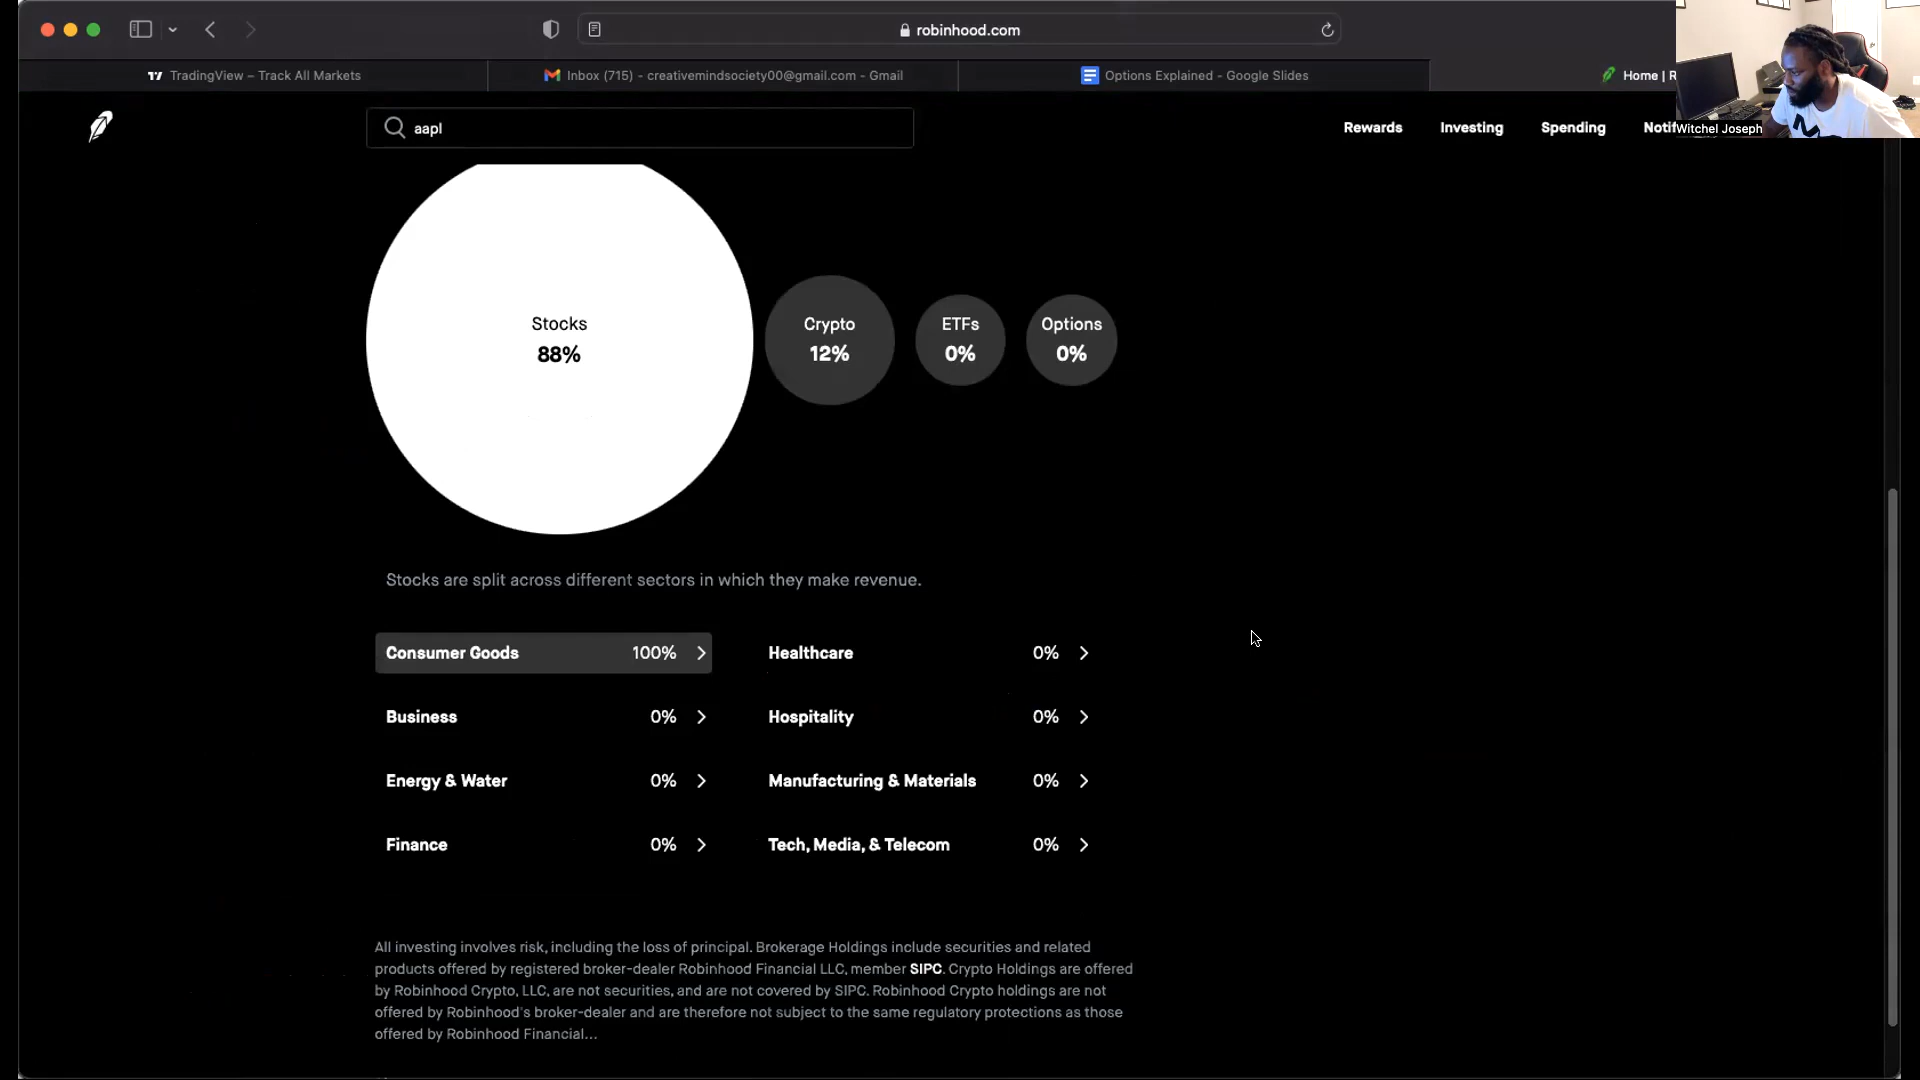 robinhood.com
TradingView – Track All Markets
Inbox (715) - creativemindsociety00@gmail.com - Gmail
Options Explained - Google Slides
Home | R
aapl
Rewards
Investing
Spending
Notif
Witchel Joseph
Stocks
88%
Crypto
12%
ETFs
0%
Options
0%
Stocks are split across different sectors in which they make revenue.
Consumer Goods 100%
Healthcare 0%
Business 0%
Hospitality 0%
Energy & Water 0%
Manufacturing & Materials 0%
Finance 0%
Tech, Media, & Telecom 0%
All investing involves risk, including the loss of principal. Brokerage Holdings include securities and related
products offered by registered broker-dealer Robinhood Financial LLC, member SIPC. Crypto Holdings are offered
by Robinhood Crypto, LLC, are not securities, and are not covered by SIPC. Robinhood Crypto holdings are not
offered by Robinhood's broker-dealer and are therefore not subject to the same regulatory protections as those
offered by Robinhood Financial...